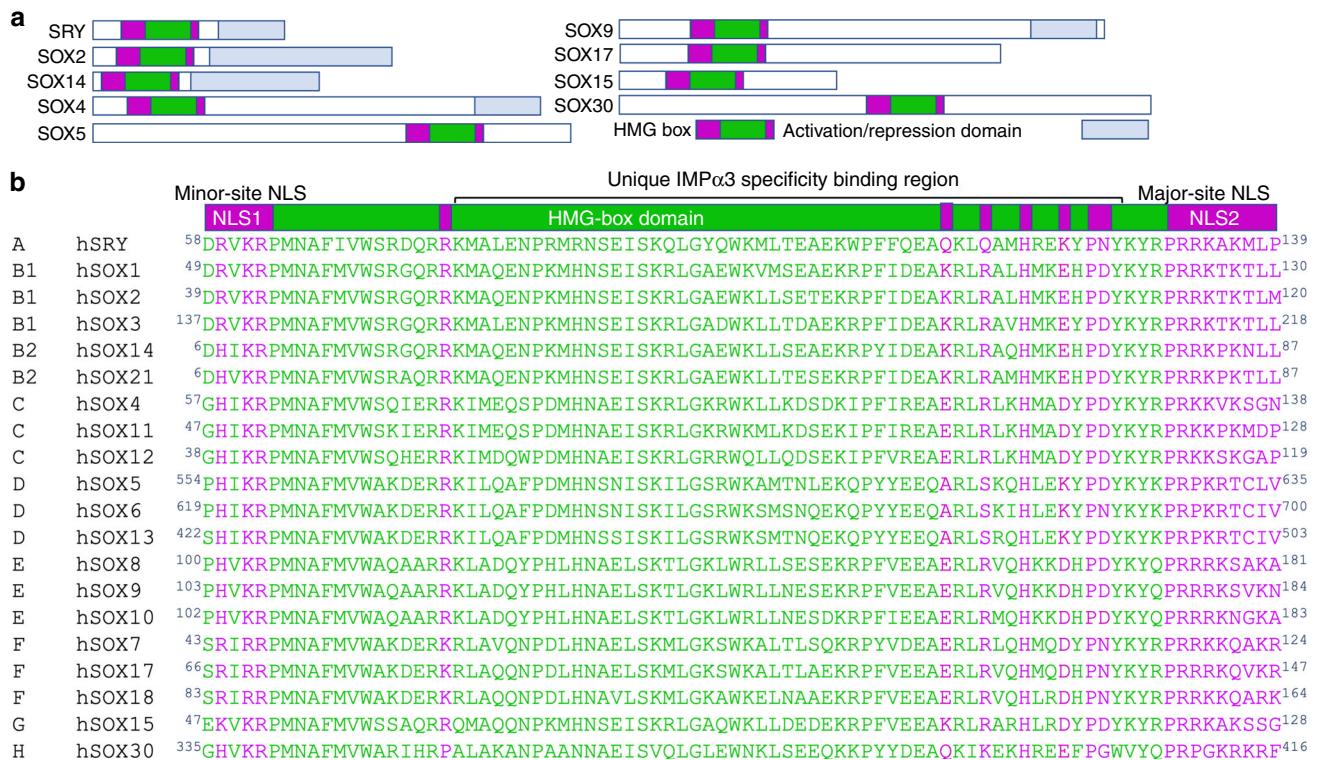 a
SRY
SOX2
SOX14
SOX4
SOX5
SOX9
SOX17
SOX15
SOX30
HMG box Activation/repression domain
b
Minor-site NLS Unique IMPα3 specificity binding region Major-site NLS
NLS1 HMG-box domain NLS2
A hSRY 58DRVKRPMNAFIVWSRDQRRKMALENPRMRNSEISKQLGYQWKMLTEAEKWPFFQEAQKLQAMHREKYPNYKYRPRRKAKMLP139
B1 hSOX1 49DRVKRPMNAFMVWSRGQRRKMAQENPKMHNSEISKRLGAEWKVMSEAEKRPFIDEAKRLRALHMKEHPDYKYRPRRKTKTLL130
B1 hSOX2 39DRVKRPMNAFMVWSRGQRRKMAQENPKMHNSEISKRLGAEWKLLSETEKRPFIDEAKRLRALHMKEHPDYKYRPRRKTKTLM120
B1 hSOX3 137DRVKRPMNAFMVWSRGQRRKMALENPKMHNSEISKRLGADWKLLTDAEKRPFIDEAKRLRAVHMKEYPDYKYRPRRKTKTLL218
B2 hSOX14 6DHIKRPMNAFMVWSRGQRRKMAQENPKMHNSEISKRLGAEWKLLSEAEKRPYIDEAKRLRAQHMKEHPDYKYRPRRKPKNLL87
B2 hSOX21 6DHVKRPMNAFMVWSRAQRRKMAQENPKMHNSEISKRLGAEWKLLTESEKRPFIDEAKRLRAMHMKEHPDYKYRPRRKPKTLL87
C hSOX4 57GHIKRPMNAFMVWSQIERRKIMEQSPDMHNAEISKRLGKRWKLLKDSDKIPFIREAERLRLKHMADYPDYKYRPRKKVKSGN138
C hSOX11 47GHIKRPMNAFMVWSKIERRKIMEQSPDMHNAEISKRLGKRWKMLKDSEKIPFIREAERLRLKHMADYPDYKYRPRKKPKMDP128
C hSOX12 38GHIKRPMNAFMVWSQHERRKIMDQWPDMHNAEISKRLGRRWQLLQDSEKIPFVREAERLRLKHMADYPDYKYRPRKKSKGAP119
D hSOX5 554PHIKRPMNAFMVWAKDERRKILQAFPDMHNSNISKILGSRWKAMTNLEKQPYYEEQARLSKQHLEKYPDYKYKPRPKRTCLV635
D hSOX6 619PHIKRPMNAFMVWAKDERRKILQAFPDMHNSNISKILGSRWKSMSNQEKQPYYEEQARLSKIHLEKYPNYKYKPRPKRTCIV700
D hSOX13 422SHIKRPMNAFMVWAKDERRKILQAFPDMHNSSISKILGSRWKSMTNQEKQPYYEEQARLSRQHLEKYPDYKYKPRPKRTCIV503
E hSOX8 100PHVKRPMNAFMVWAQAARRKLADQYPHLHNAELSKTLGKLWRLLSESEKRPFVEEAERLRVQHKKDHPDYKYQPRRRKSAKA181
E hSOX9 103PHVKRPMNAFMVWAQAARRKLADQYPHLHNAELSKTLGKLWRLLNESEKRPFVEEAERLRVQHKKDHPDYKYQPRRRKSVKN184
E hSOX10 102PHVKRPMNAFMVWAQAARRKLADQYPHLHNAELSKTLGKLWRLLNESDKRPFIEEAERLRMQHKKDHPDYKYQPRRRKNGKA183
F hSOX7 43SRIRRPMNAFMVWAKDERKRLAVQNPDLHNAELSKMLGKSWKALTLSQKRPYVDEAERLRLQHMQDYPNYKYRPRRKKQAKR124
F hSOX17 66SRIRRPMNAFMVWAKDERKRLAQQNPDLHNAELSKMLGKSWKALTLAEKRPFVEEAERLRVQHMQDHPNYKYRPRRRKQVKR147
F hSOX18 83SRIRRPMNAFMVWAKDERKRLAQQNPDLHNAVLSKMLGKAWKELNAAEKRPFVEEAERLRVQHLRDHPNYKYRPRRKKQARK164
G hSOX15 47EKVKRPMNAFMVWSSAQRRQMAQQNPKMHNSEISKRLGAQWKLLDEDEKRPFVEEAKRLRARHLRDYPDYKYRPRRKAKSSG128
H hSOX30 335GHVKRPMNAFMVWARIHRPALAKANPAANNAEISVQLGLEWNKLSEEQKKPYYDEAQKIKEKHREEFPGWVYQPRPGKRKRF416